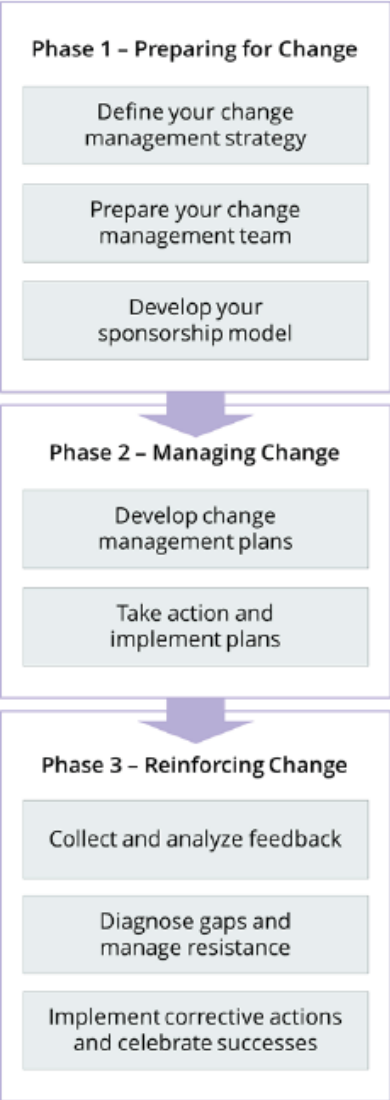 Phase 1 – Preparing for Change
Define your change
management strategy
Prepare your change
management team
Develop your
sponsorship model
Phase 2 – Managing Change
Develop change
management plans
Take action and
implement plans
Phase 3 – Reinforcing Change
Collect and analyze feedback
Diagnose gaps and
manage resistance
Implement corrective actions
and celebrate successes